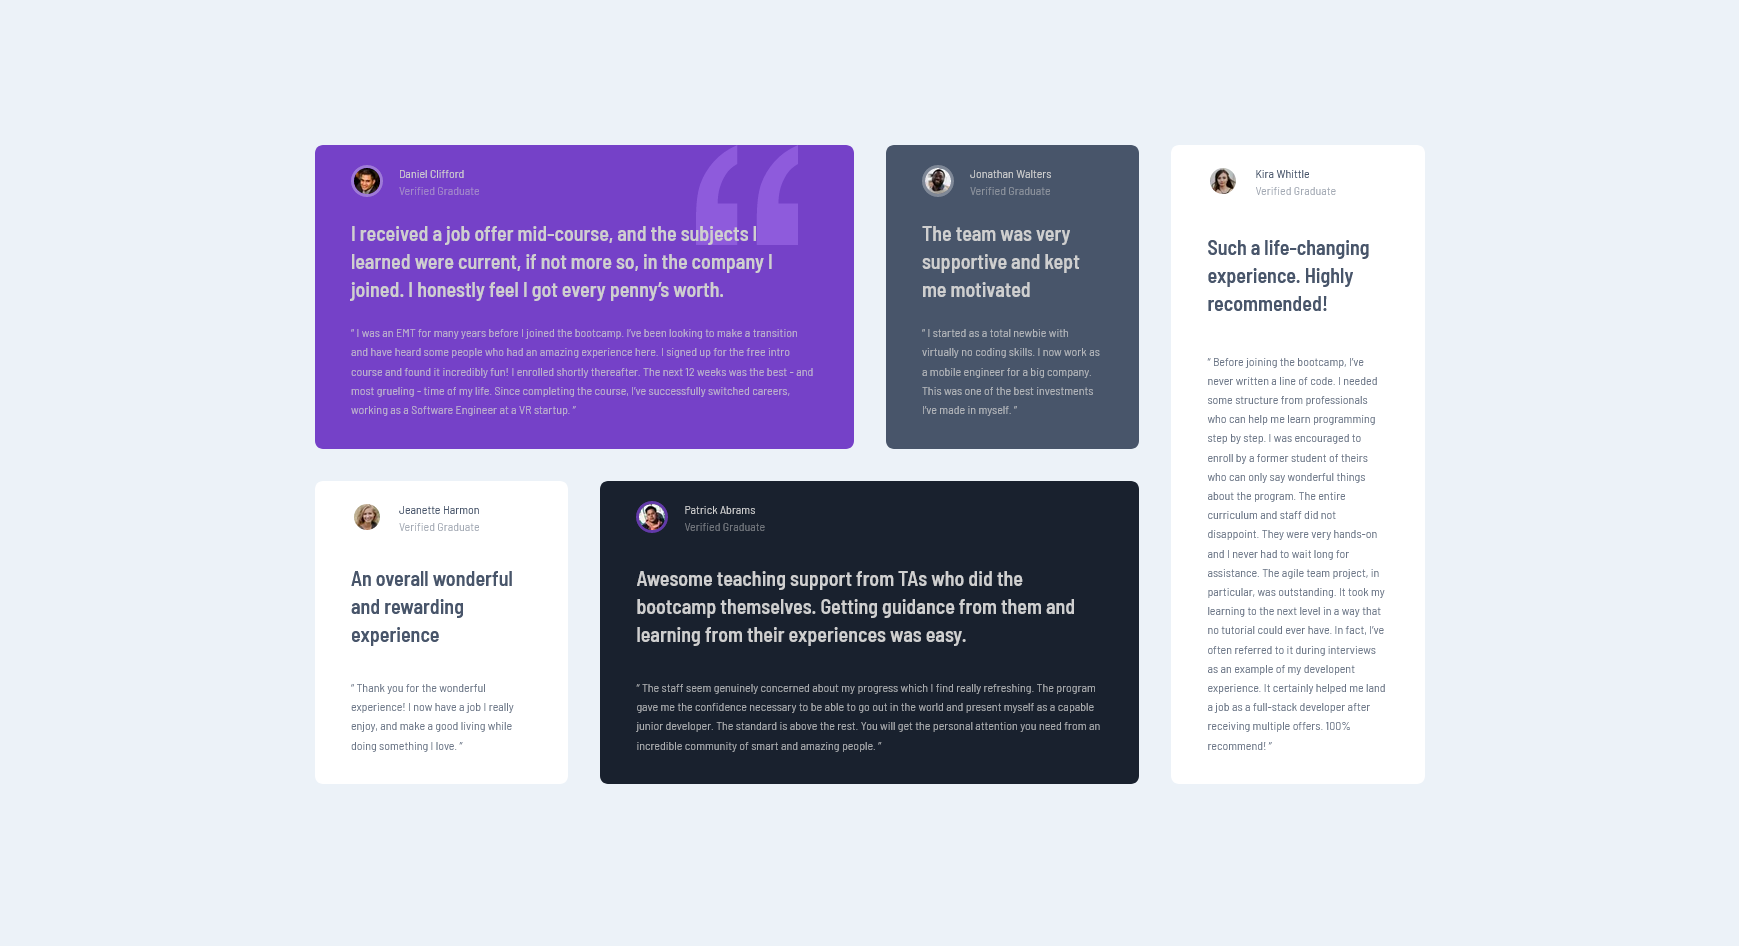 Daniel Clifford
Verified Graduate
I received a job offer mid-course, and the subjects I
learned were current, if not more so, in the company I
joined. I honestly feel I got every penny’s worth.
“ I was an EMT for many years before I joined the bootcamp. I’ve been looking to make a transition
and have heard some people who had an amazing experience here. I signed up for the free intro
course and found it incredibly fun! I enrolled shortly thereafter. The next 12 weeks was the best - and
most grueling - time of my life. Since completing the course, I’ve successfully switched careers,
working as a Software Engineer at a VR startup. ”
Jonathan Walters
Verified Graduate
The team was very
supportive and kept
me motivated
“ I started as a total newbie with
virtually no coding skills. I now work as
a mobile engineer for a big company.
This was one of the best investments
I’ve made in myself. ”
Kira Whittle
Verified Graduate
Such a life-changing
experience. Highly
recommended!
“ Before joining the bootcamp, I’ve
never written a line of code. I needed
some structure from professionals
who can help me learn programming
step by step. I was encouraged to
enroll by a former student of theirs
who can only say wonderful things
about the program. The entire
curriculum and staff did not
disappoint. They were very hands-on
and I never had to wait long for
assistance. The agile team project, in
particular, was outstanding. It took my
learning to the next level in a way that
no tutorial could ever have. In fact, I’ve
often referred to it during interviews
as an example of my developent
experience. It certainly helped me land
a job as a full-stack developer after
receiving multiple offers. 100%
recommend! ”
Jeanette Harmon
Verified Graduate
An overall wonderful
and rewarding
experience
“ Thank you for the wonderful
experience! I now have a job I really
enjoy, and make a good living while
doing something I love. ”
Patrick Abrams
Verified Graduate
Awesome teaching support from TAs who did the
bootcamp themselves. Getting guidance from them and
learning from their experiences was easy.
“ The staff seem genuinely concerned about my progress which I find really refreshing. The program
gave me the confidence necessary to be able to go out in the world and present myself as a capable
junior developer. The standard is above the rest. You will get the personal attention you need from an
incredible community of smart and amazing people. ”